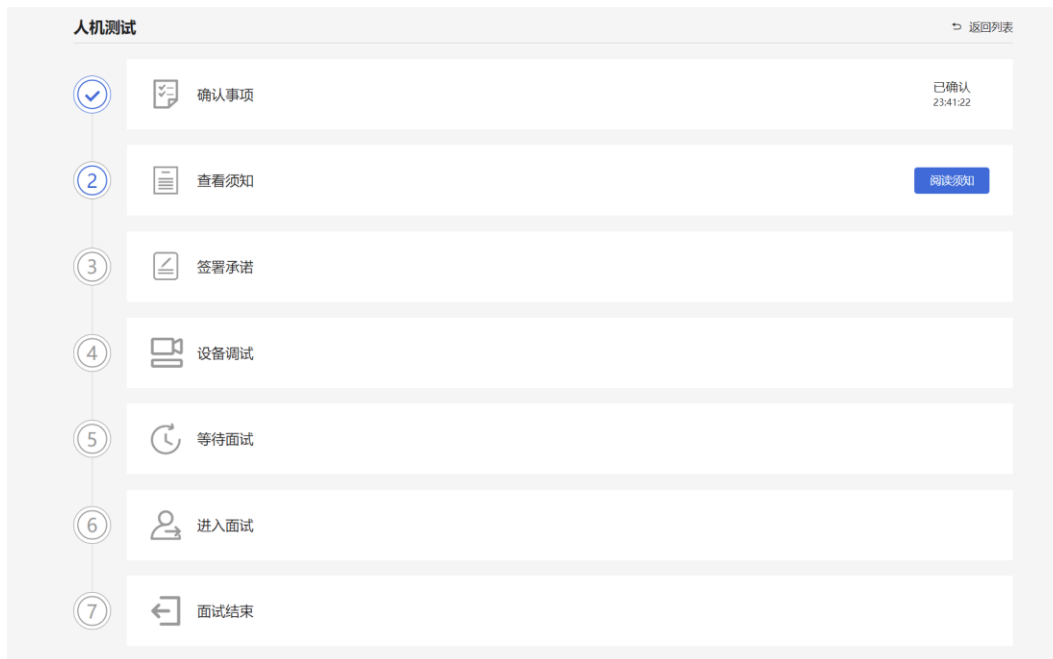 人机测试
返回列表
确认事项
已确认
23:41:22
2
查看须知
阅读须知
3
签署承诺
4
设备调试
5
等待面试
6
进入面试
7
面试结束